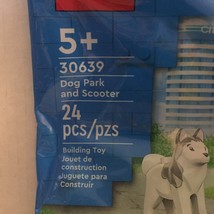 5+
30639
Dog Park
and Scooter
24
pcs/pzs
Building Toy
Jouet de
construction
Juguete para
Construir